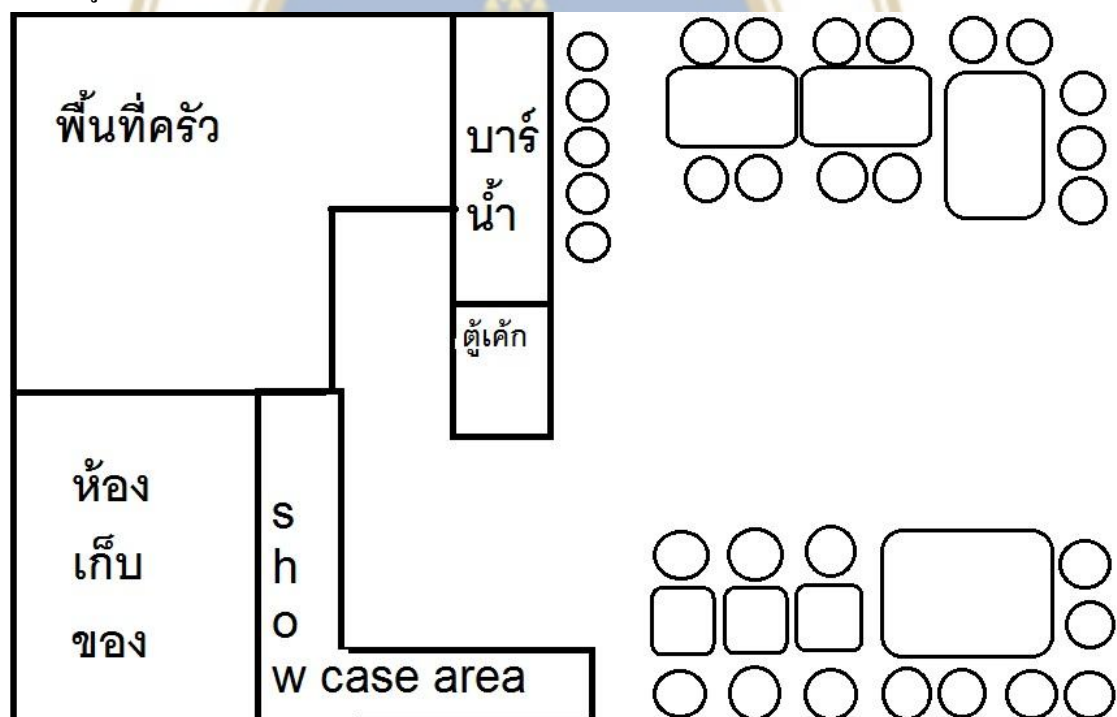 พื้นที่ครัว
บาร์
น้ำ
ตู้เค้ก
ห้อง
เก็บ
ของ
s
h
o
w case area